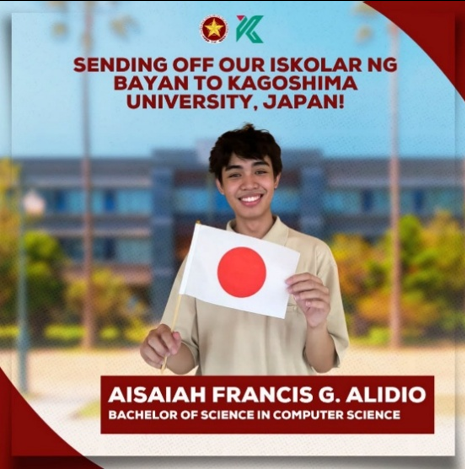 SENDING OFF OUR ISKOLAR NG
BAYAN TO KAGOSHIMA
UNIVERSITY, JAPAN!
AISAIAH FRANCIS G. ALIDIO
BACHELOR OF SCIENCE IN COMPUTER SCIENCE